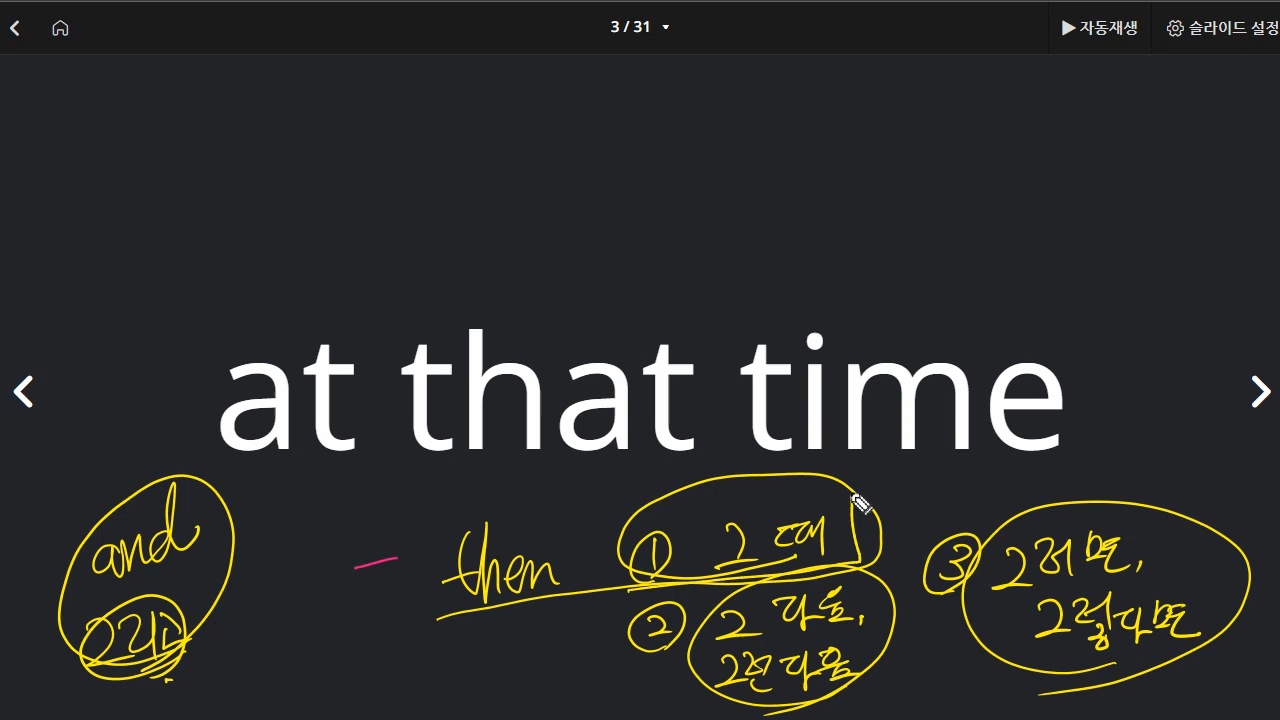 3 / 31
자동재생
슬라이드 설정
at that time
and
그리고
then
① 그 때
② 그 다음,
그런 다음
③ 그러면,
그렇다면